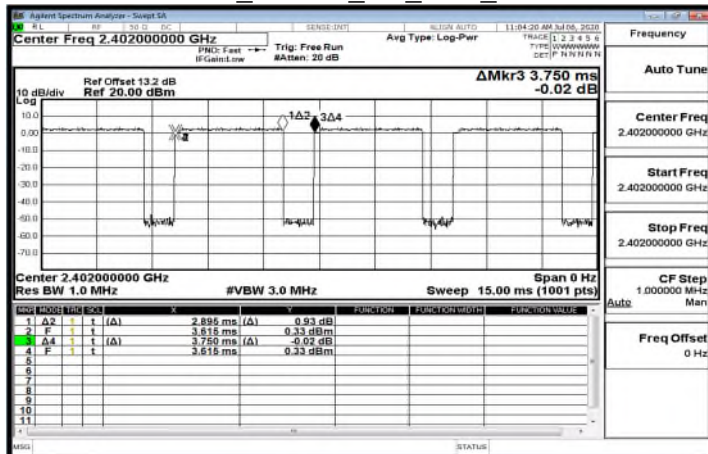 Agilent Spectrum Analyzer - Swept SA
RL RF 50 Ω DC SENSE:INT ALIGN AUTO 11:04:20 AM Jul 06, 2020
Center Freq 2.402000000 GHz
PNO: Fast
IFGain:Low
Trig: Free Run
#Atten: 20 dB
Avg Type: Log-Pwr
TRACE 1 2 3 4 5 6
TYPE WWWWWW
DET P N N N N N
Ref Offset 13.2 dB
Ref 20.00 dBm
10 dB/div
Log
ΔMkr3 3.750 ms
-0.02 dB
10.0
0.00
-10.0
-20.0
-30.0
-40.0
-50.0
-60.0
-70.0
1Δ2
3Δ4
Center 2.402000000 GHz
Span 0 Hz
Res BW 1.0 MHz
#VBW 3.0 MHz
Sweep 15.00 ms (1001 pts)
MKR MODE TRC SCL X Y FUNCTION FUNCTION WIDTH FUNCTION VALUE
1 Δ2 1 t (Δ) 2.895 ms (Δ) 0.93 dB
2 F 1 t 3.615 ms 0.33 dBm
3 Δ4 1 t (Δ) 3.750 ms (Δ) -0.02 dB
4 F 1 t 3.615 ms 0.33 dBm
5
6
7
8
9
10
11
MSG
STATUS
Frequency
Auto Tune
Center Freq
2.402000000 GHz
Start Freq
2.402000000 GHz
Stop Freq
2.402000000 GHz
CF Step
1.000000 MHz
Auto Man
Freq Offset
0 Hz